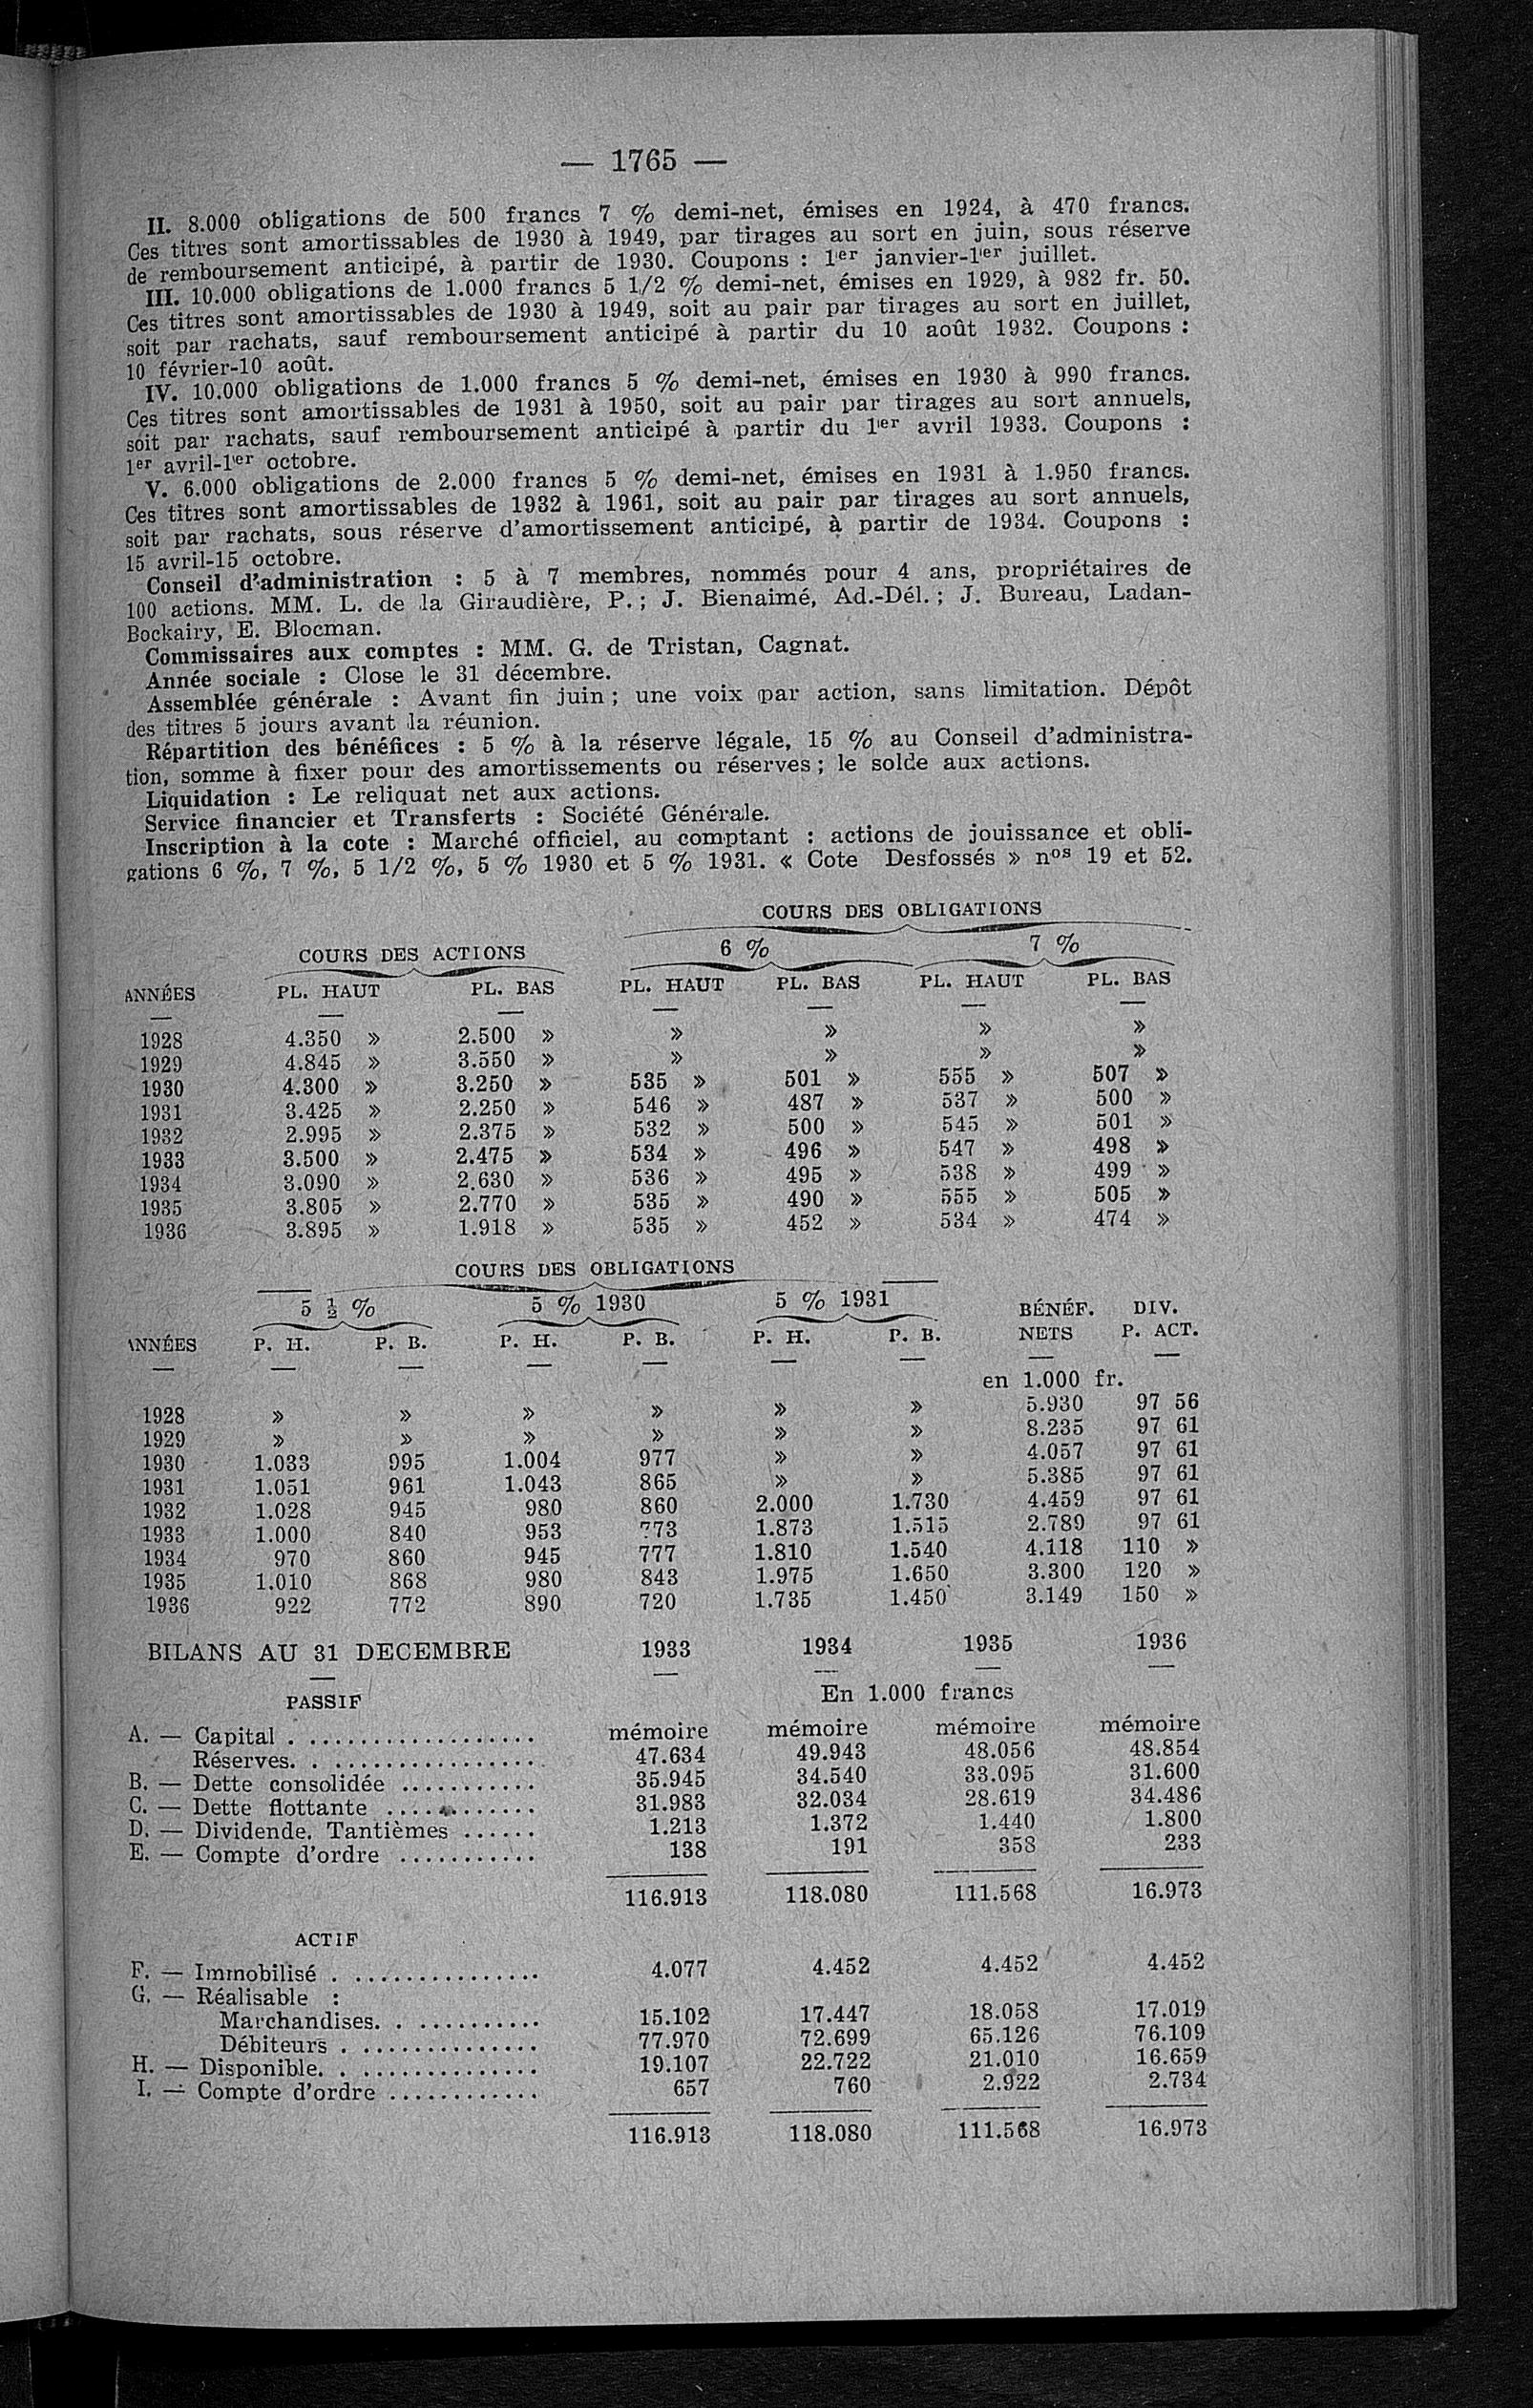 — 1765 —
II. 8.000 obligations de 500 francs 7 % demi-net, émises en 1924, à 470 francs.
Ces titres sont amortissables de 1930 à 1949, par tirages au sort en juin, sous réserve
de remboursement anticipé, à partir de 1930. Coupons : 1er janvier-1er juillet.
III. 10.000 obligations de 1.000 francs 5 1/2 % demi-net, émises en 1929, à 982 fr. 50.
Ces titres sont amortissables de 1930 à 1949, soit au pair par tirages au sort en juillet,
soit par rachats, sauf remboursement anticipé à partir du 10 août 1932. Coupons :
10 février-10 août.
IV. 10.000 obligations de 1.000 francs 5 % demi-net, émises en 1930 à 990 francs.
Ces titres sont amortissables de 1931 à 1950, soit au pair par tirages au sort annuels,
soit par rachats, sauf remboursement anticipé à partir du 1er avril 1933. Coupons :
1er avril-1er octobre.
V. 6.000 obligations de 2.000 francs 5 % demi-net, émises en 1931 à 1.950 francs.
Ces titres sont amortissables de 1932 à 1961, soit au pair par tirages au sort annuels,
soit par rachats, sous réserve d'amortissement anticipé, à partir de 1934. Coupons :
15 avril-15 octobre.
Conseil d'administration : 5 à 7 membres, nommés pour 4 ans, propriétaires de
100 actions. MM. L. de la Giraudière, P. ; J. Bienaimé, Ad.-Dél. ; J. Bureau, Ladan-
Bockairy, E. Blocman.
Commissaires aux comptes : MM. G. de Tristan, Cagnat.
Année sociale : Close le 31 décembre.
Assemblée générale : Avant fin juin ; une voix par action, sans limitation. Dépôt
des titres 5 jours avant la réunion.
Répartition des bénéfices : 5 % à la réserve légale, 15 % au Conseil d'administra-
tion, somme à fixer pour des amortissements ou réserves ; le solde aux actions.
Liquidation : Le reliquat net aux actions.
Service financier et Transferts : Société Générale.
Inscription à la cote : Marché officiel, au comptant : actions de jouissance et obli-
gations 6 %, 7 %, 5 1/2 %, 5 % 1930 et 5 % 1931. « Cote Desfossés » nos 19 et 52.
COURS DES OBLIGATIONS
COURS DES ACTIONS 6 % 7 %
ANNÉES PL. HAUT PL. BAS PL. HAUT PL. BAS PL. HAUT PL. BAS
1928 4.350 » 2.500 » » » » »
1929 4.845 » 3.550 » » » » »
1930 4.300 » 3.250 » 535 » 501 » 555 » 507 »
1931 3.425 » 2.250 » 546 » 487 » 537 » 500 »
1932 2.995 » 2.375 » 532 » 500 » 545 » 501 »
1933 3.500 » 2.475 » 534 » 496 » 547 » 498 »
1934 3.090 » 2.630 » 536 » 495 » 538 » 499 »
1935 3.805 » 2.770 » 535 » 490 » 555 » 505 »
1936 3.895 » 1.918 » 535 » 452 » 534 » 474 »
COURS DES OBLIGATIONS
5 ½ % 5 % 1930 5 % 1931 BÉNÉF. DIV.
ANNÉES P. H. P. B. P. H. P. B. P. H. P. B. NETS P. ACT.
en 1.000 fr.
1928 » » » » » » 5.930 97 56
1929 » » » » » » 8.235 97 61
1930 1.033 995 1.004 977 » » 4.057 97 61
1931 1.051 961 1.043 865 » » 5.385 97 61
1932 1.028 945 980 860 2.000 1.730 4.459 97 61
1933 1.000 840 953 773 1.873 1.515 2.789 97 61
1934 970 860 945 777 1.810 1.540 4.118 110 »
1935 1.010 868 980 843 1.975 1.650 3.300 120 »
1936 922 772 890 720 1.735 1.450 3.149 150 »
BILANS AU 31 DECEMBRE 1933 1934 1935 1936
PASSIF En 1.000 francs
A. — Capital . .................. mémoire mémoire mémoire mémoire
Réserves. . ................. 47.634 49.943 48.056 48.854
B. — Dette consolidée ........... 35.945 34.540 33.095 31.600
C. — Dette flottante ............ 31.983 32.034 28.619 34.486
D. — Dividende. Tantièmes ...... 1.213 1.372 1.440 1.800
E. — Compte d'ordre ........... 138 191 358 233
116.913 118.080 111.568 16.973
ACTIF
F. — Immobilisé . ............... 4.077 4.452 4.452 4.452
G. — Réalisable :
Marchandises. . .......... 15.102 17.447 18.058 17.019
Débiteurs . .............. 77.970 72.699 65.126 76.109
H. — Disponible. . .............. 19.107 22.722 21.010 16.659
I. — Compte d'ordre ............ 657 760 2.922 2.734
116.913 118.080 111.568 16.973